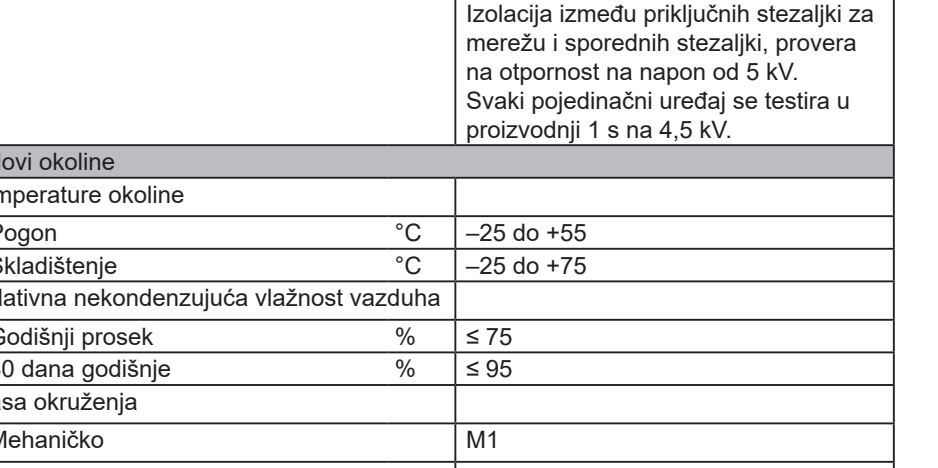 Izolacija između priključnih stezaljki za
merežu i sporednih stezaljki, provera
na otpornost na napon od 5 kV.
Svaki pojedinačni uređaj se testira u
proizvodnji 1 s na 4,5 kV.
lovi okoline
mperature okoline
Pogon °C –25 do +55
Skladištenje °C –25 do +75
lativna nekondenzujuća vlažnost vazduha
Godišnji prosek % ≤ 75
0 dana godišnje % ≤ 95
sa okruženja
Mehaničko M1